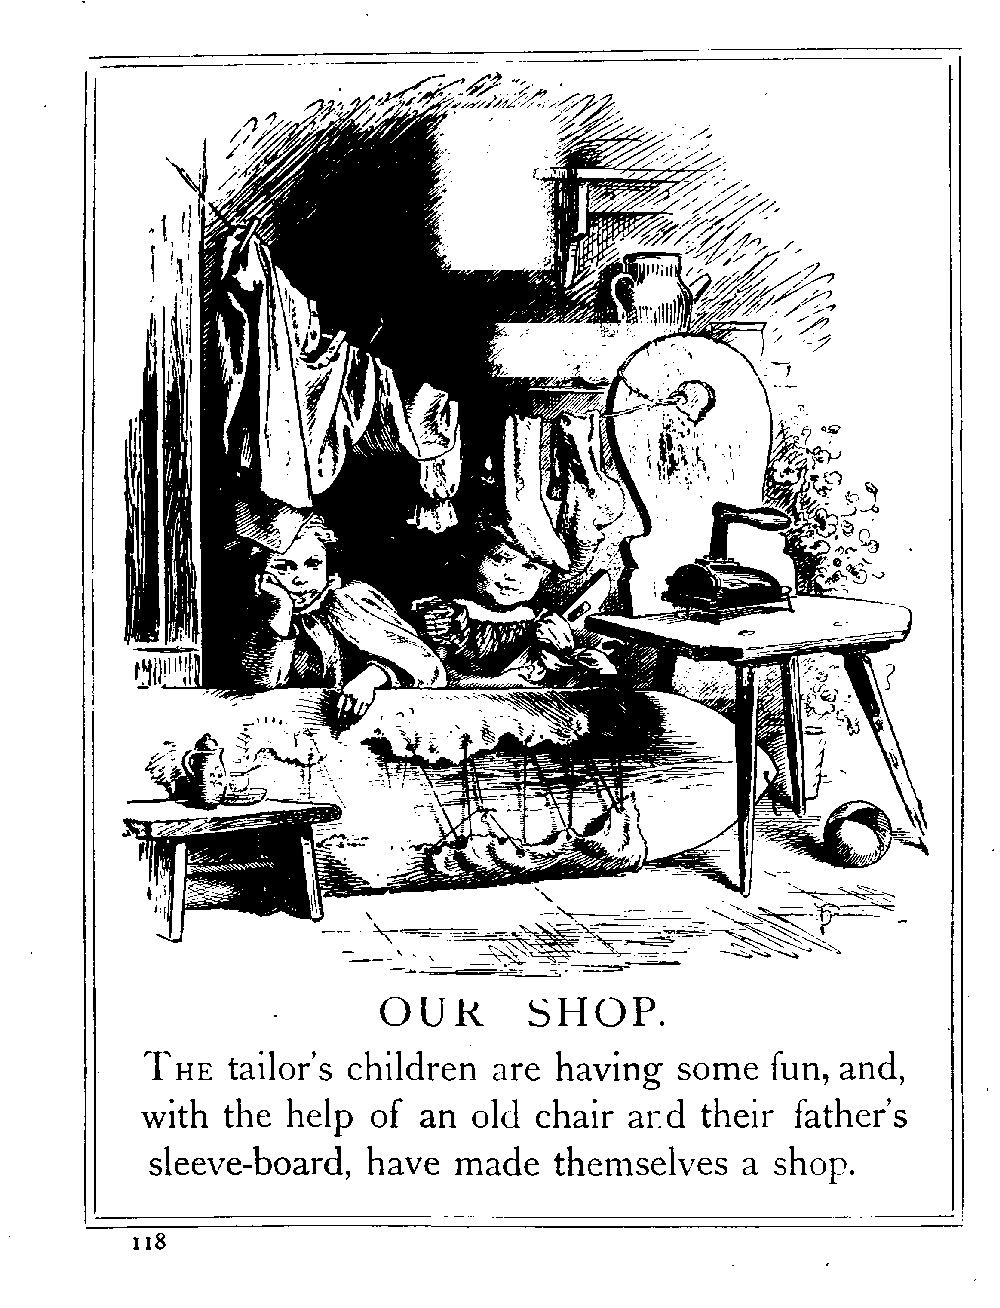 OUR SHOP.
THE tailor's children are having some fun, and,
with the help of an old chair and their father's
sleeve-board, have made themselves a shop.
118